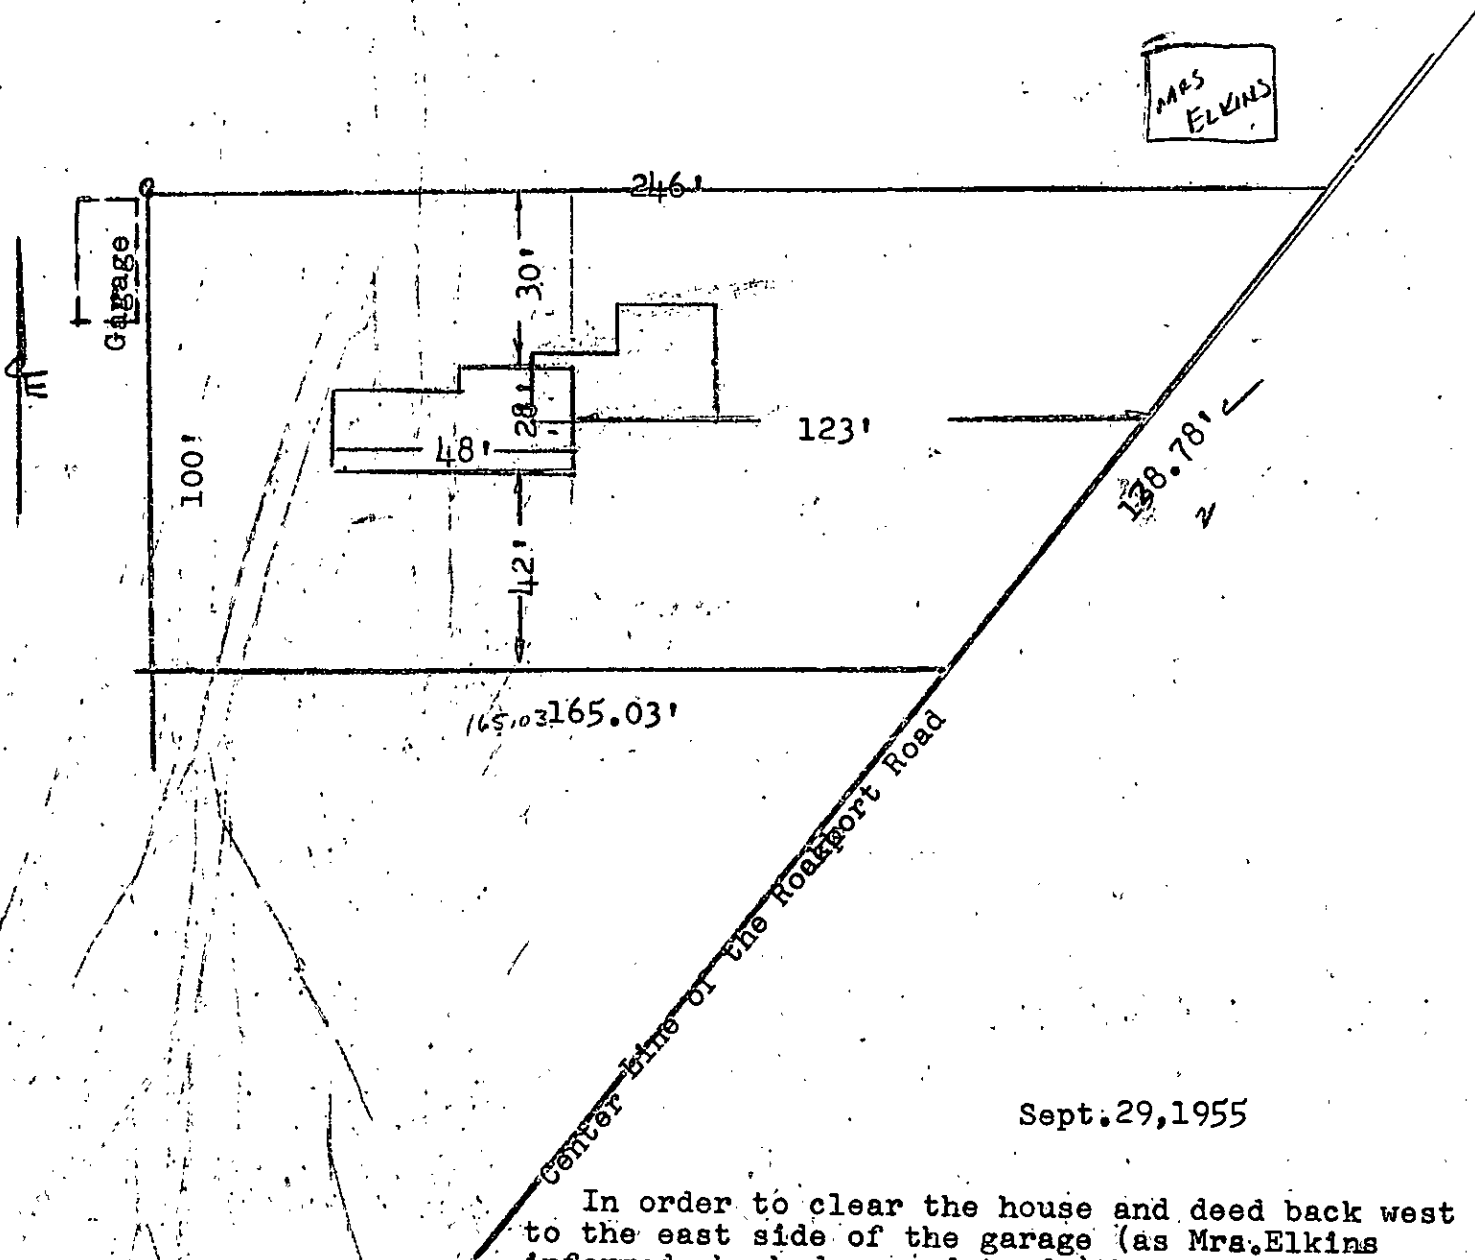 MRS
ELKINS
246'
Garage
30'
28'
48'
123'
100'
138.78'
42'
165.03 165.03'
Center Line of the Roakport Road
Sept.29,1955
In order to clear the house and deed back west
to the east side of the garage (as Mrs.Elkins